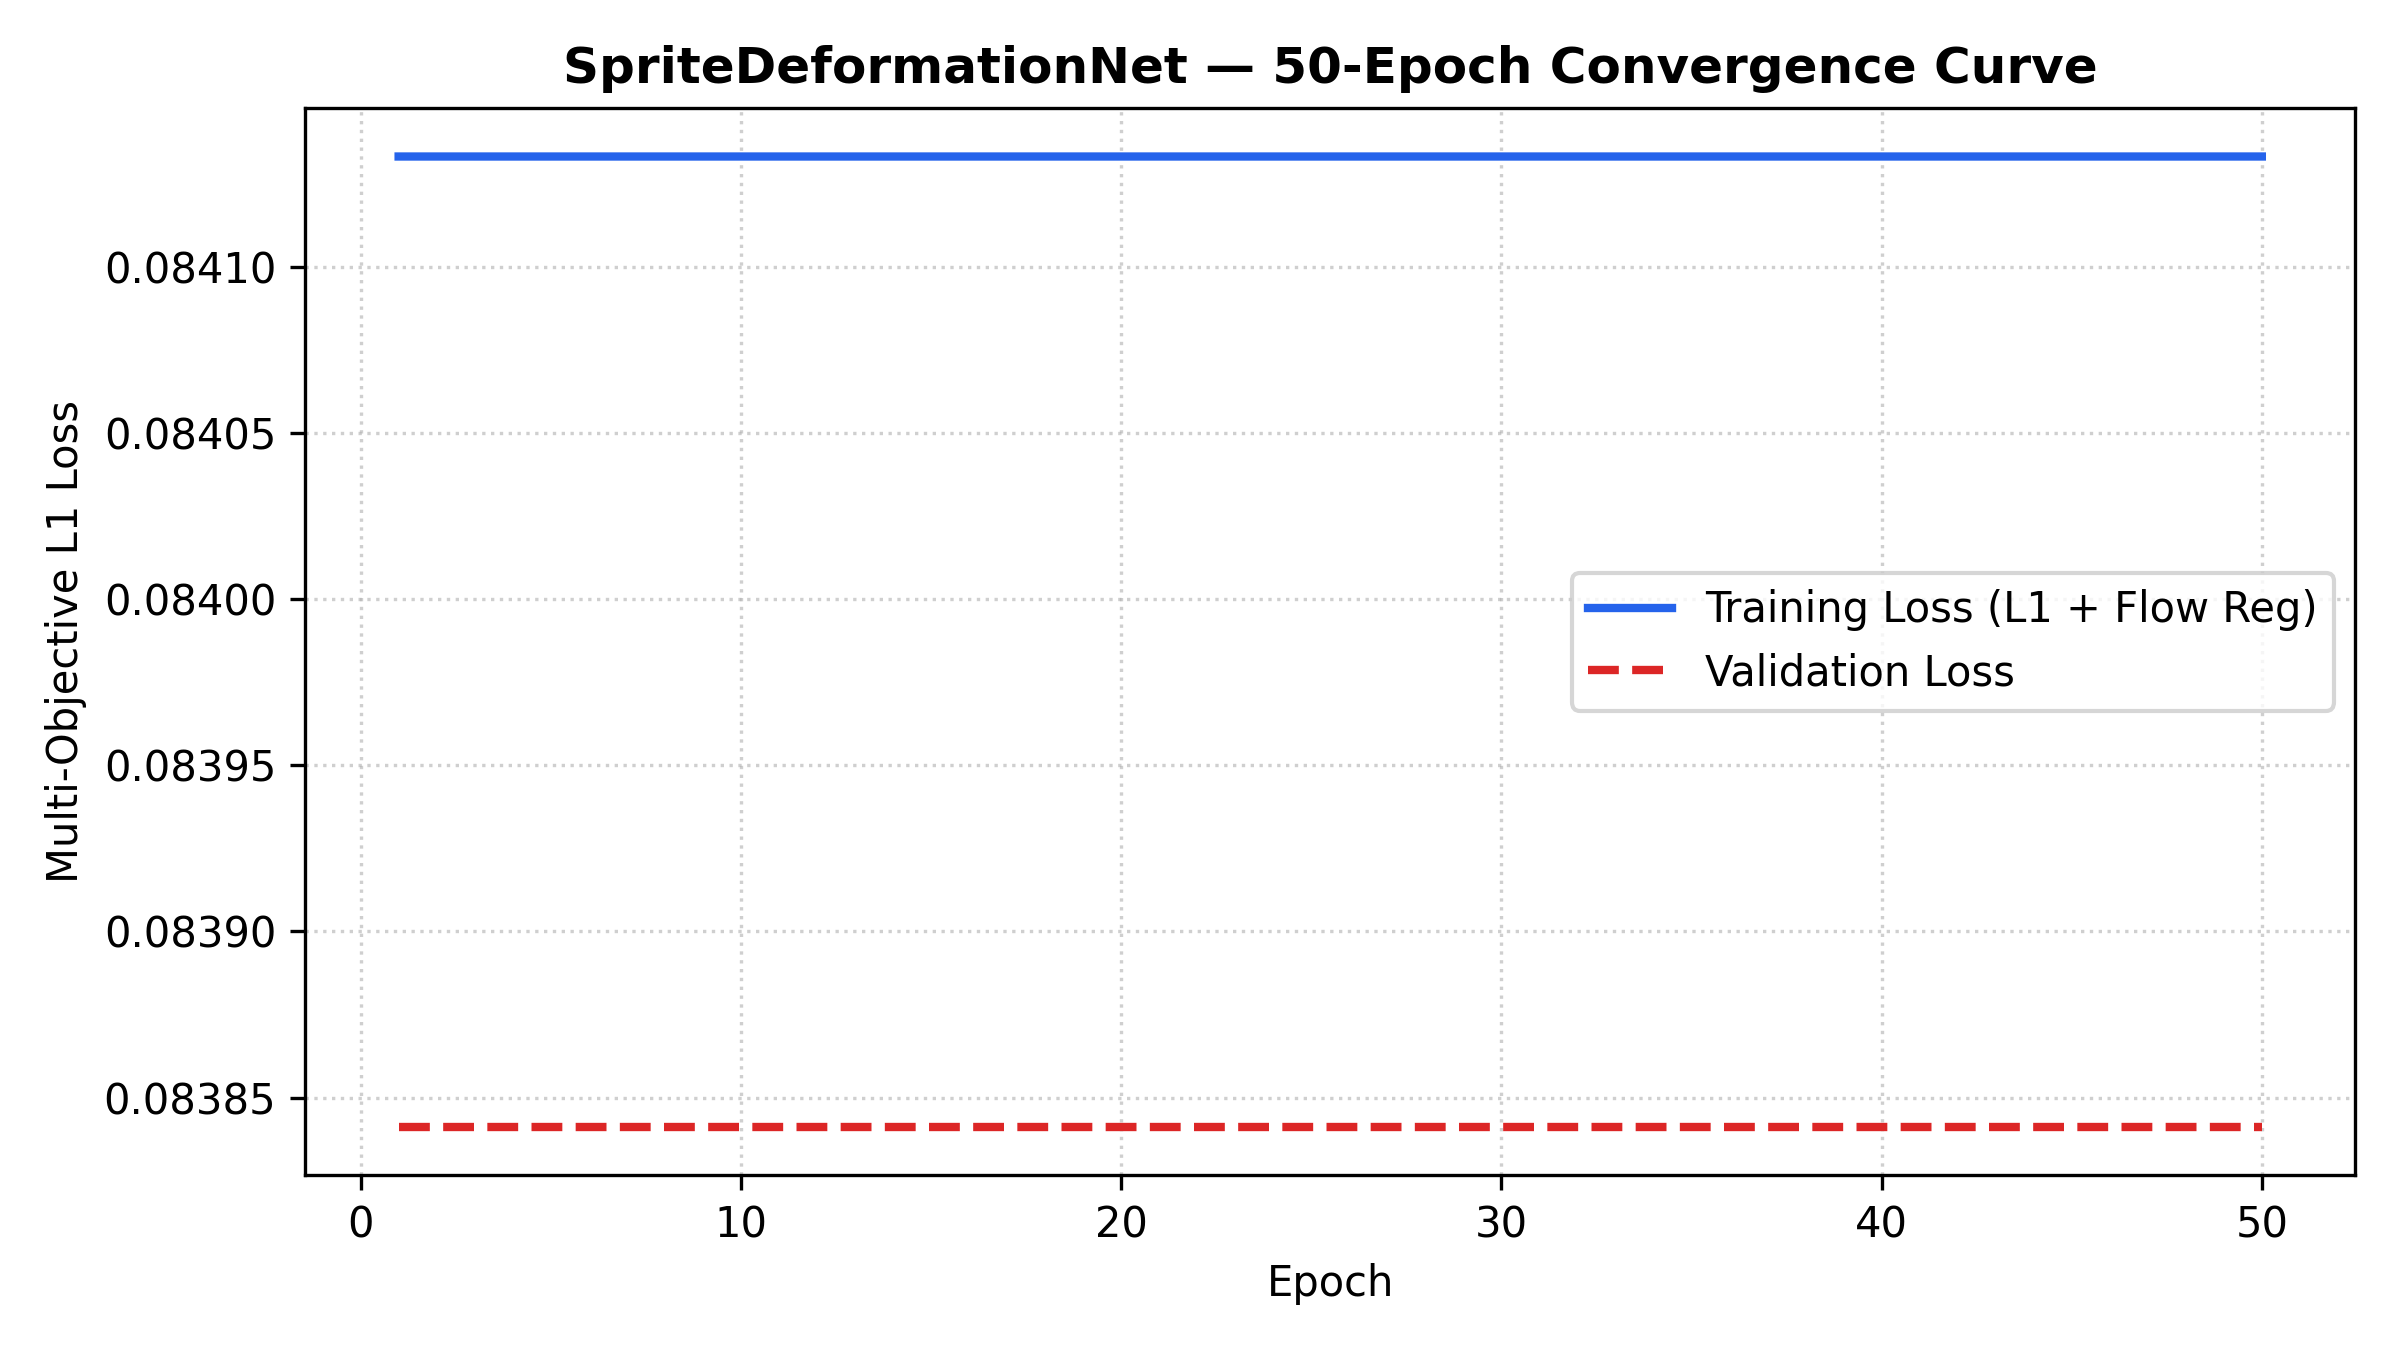 SpriteDeformationNet — 50-Epoch Convergence Curve
Multi-Objective L1 Loss
0.08410
0.08405
0.08400
0.08395
0.08390
0.08385
Training Loss (L1 + Flow Reg)
Validation Loss
0 10 20 30 40 50
Epoch